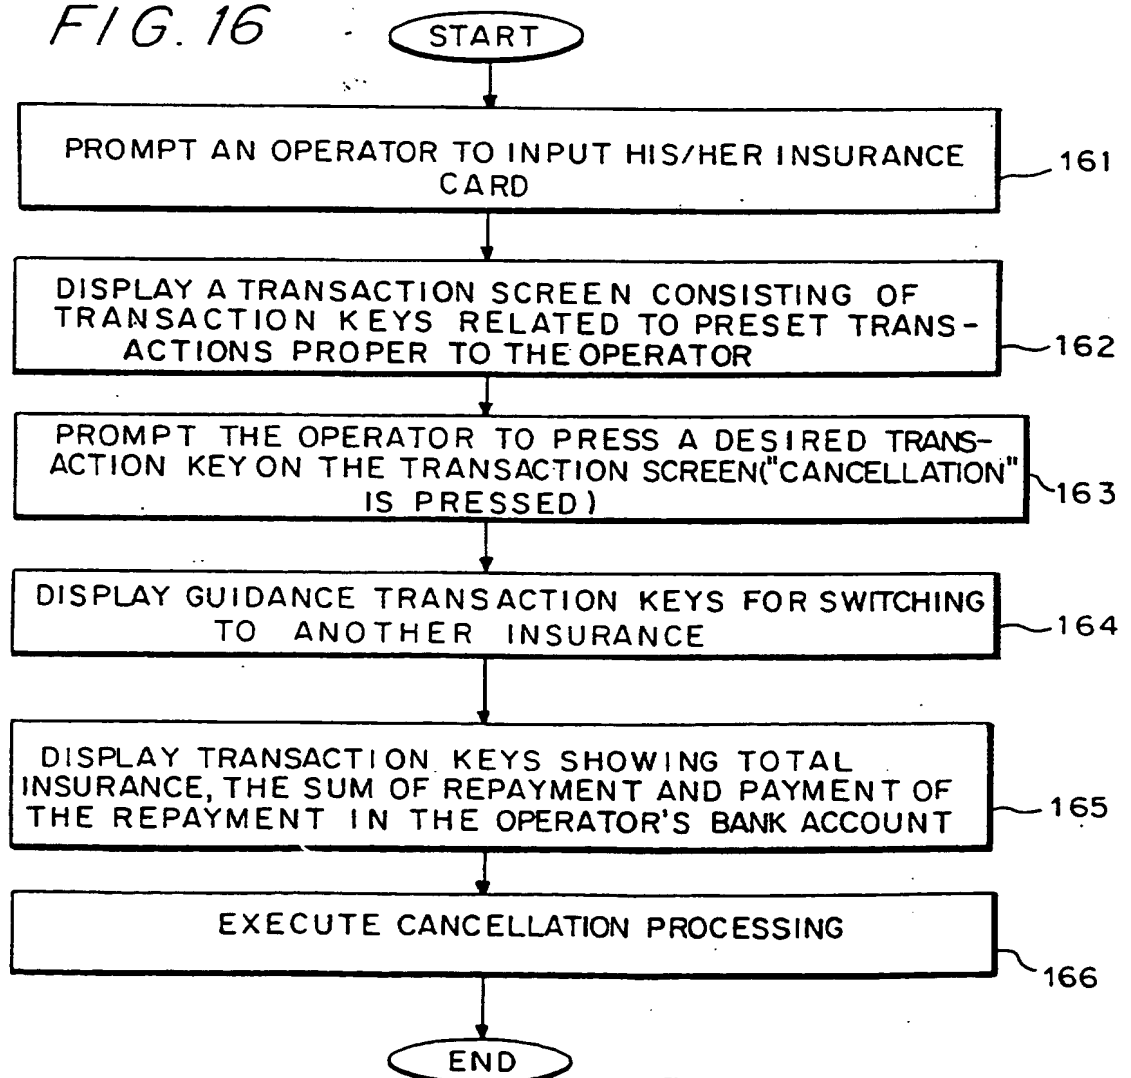 FIG. 16
START
PROMPT AN OPERATOR TO INPUT HIS/HER INSURANCE
CARD
161
DISPLAY A TRANSACTION SCREEN CONSISTING OF
TRANSACTION KEYS RELATED TO PRESET TRANS-
ACTIONS PROPER TO THE OPERATOR
162
PROMPT THE OPERATOR TO PRESS A DESIRED TRANS-
ACTION KEY ON THE TRANSACTION SCREEN("CANCELLATION"
IS PRESSED)
163
DISPLAY GUIDANCE TRANSACTION KEYS FOR SWITCHING
TO ANOTHER INSURANCE
164
DISPLAY TRANSACTION KEYS SHOWING TOTAL
INSURANCE, THE SUM OF REPAYMENT AND PAYMENT OF
THE REPAYMENT IN THE OPERATOR'S BANK ACCOUNT
165
EXECUTE CANCELLATION PROCESSING
166
END